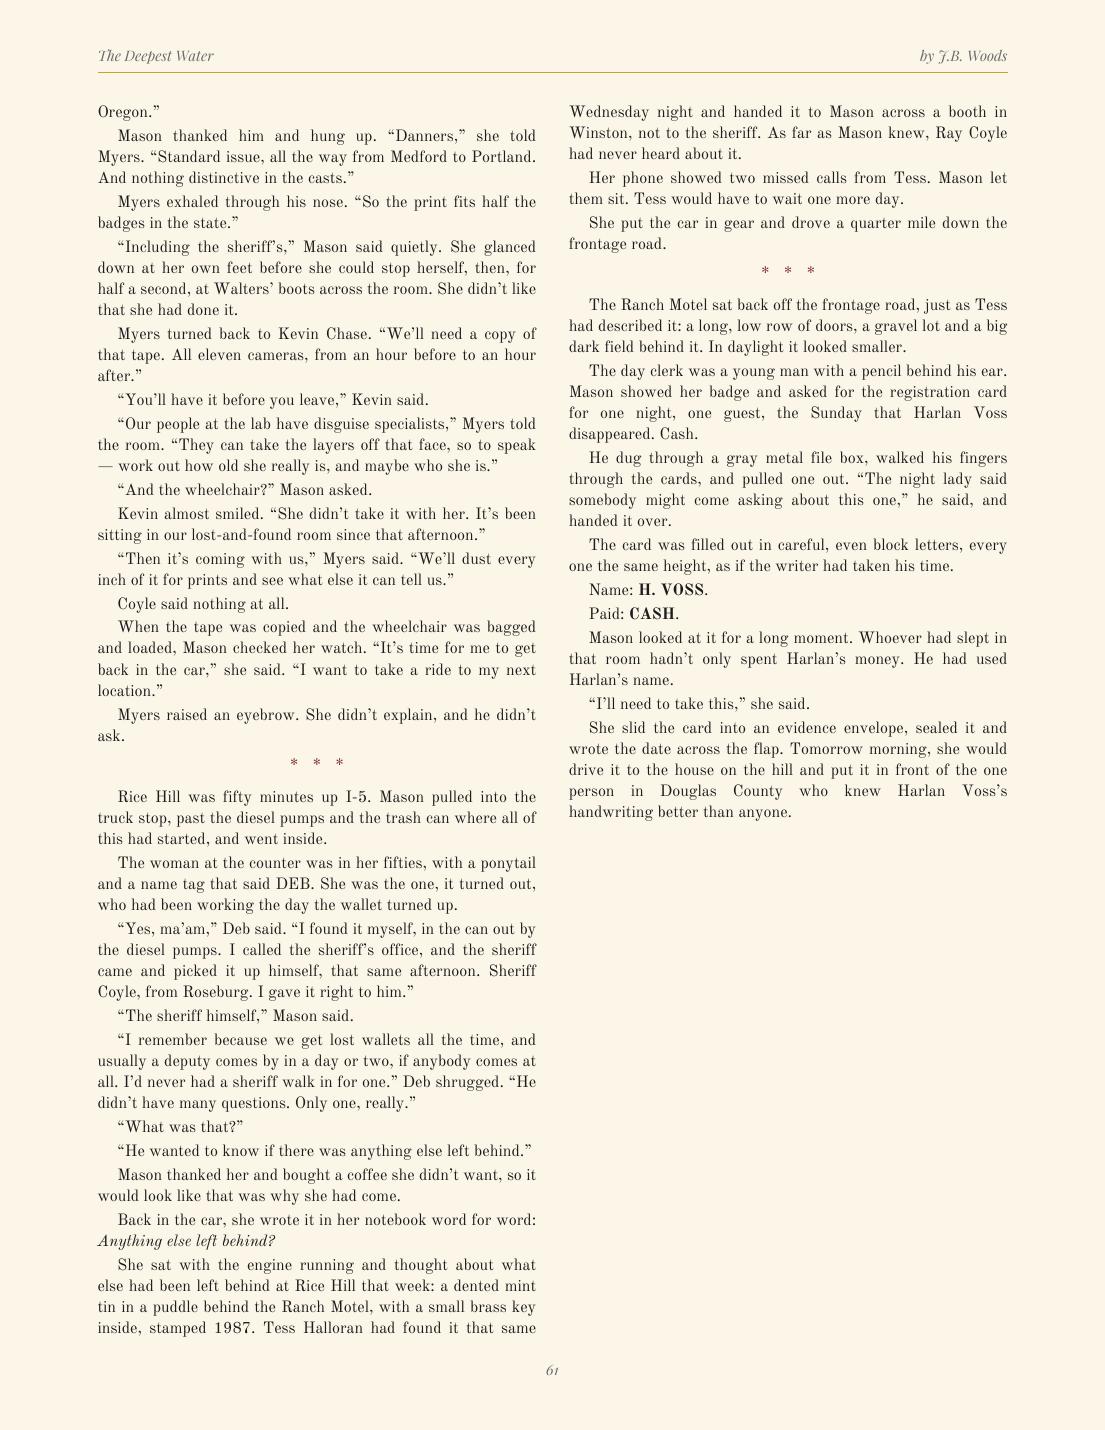 The Deepest Water
by J.B. Woods
Oregon.”
Mason thanked him and hung up. “Danners,” she told
Myers. “Standard issue, all the way from Medford to Portland.
And nothing distinctive in the casts.”
Myers exhaled through his nose. “So the print fits half the
badges in the state.”
“Including the sheriff’s,” Mason said quietly. She glanced
down at her own feet before she could stop herself, then, for
half a second, at Walters’ boots across the room. She didn’t like
that she had done it.
Myers turned back to Kevin Chase. “We’ll need a copy of
that tape. All eleven cameras, from an hour before to an hour
after.”
“You’ll have it before you leave,” Kevin said.
“Our people at the lab have disguise specialists,” Myers told
the room. “They can take the layers off that face, so to speak
— work out how old she really is, and maybe who she is.”
“And the wheelchair?” Mason asked.
Kevin almost smiled. “She didn’t take it with her. It’s been
sitting in our lost-and-found room since that afternoon.”
“Then it’s coming with us,” Myers said. “We’ll dust every
inch of it for prints and see what else it can tell us.”
Coyle said nothing at all.
When the tape was copied and the wheelchair was bagged
and loaded, Mason checked her watch. “It’s time for me to get
back in the car,” she said. “I want to take a ride to my next
location.”
Myers raised an eyebrow. She didn’t explain, and he didn’t
ask.
* * *
Rice Hill was fifty minutes up I-5. Mason pulled into the
truck stop, past the diesel pumps and the trash can where all of
this had started, and went inside.
The woman at the counter was in her fifties, with a ponytail
and a name tag that said DEB. She was the one, it turned out,
who had been working the day the wallet turned up.
“Yes, ma’am,” Deb said. “I found it myself, in the can out by
the diesel pumps. I called the sheriff’s office, and the sheriff
came and picked it up himself, that same afternoon. Sheriff
Coyle, from Roseburg. I gave it right to him.”
“The sheriff himself,” Mason said.
“I remember because we get lost wallets all the time, and
usually a deputy comes by in a day or two, if anybody comes at
all. I’d never had a sheriff walk in for one.” Deb shrugged. “He
didn’t have many questions. Only one, really.”
“What was that?”
“He wanted to know if there was anything else left behind.”
Mason thanked her and bought a coffee she didn’t want, so it
would look like that was why she had come.
Back in the car, she wrote it in her notebook word for word:
Anything else left behind?
She sat with the engine running and thought about what
else had been left behind at Rice Hill that week: a dented mint
tin in a puddle behind the Ranch Motel, with a small brass key
inside, stamped 1987. Tess Halloran had found it that same
Wednesday night and handed it to Mason across a booth in
Winston, not to the sheriff. As far as Mason knew, Ray Coyle
had never heard about it.
Her phone showed two missed calls from Tess. Mason let
them sit. Tess would have to wait one more day.
She put the car in gear and drove a quarter mile down the
frontage road.
* * *
The Ranch Motel sat back off the frontage road, just as Tess
had described it: a long, low row of doors, a gravel lot and a big
dark field behind it. In daylight it looked smaller.
The day clerk was a young man with a pencil behind his ear.
Mason showed her badge and asked for the registration card
for one night, one guest, the Sunday that Harlan Voss
disappeared. Cash.
He dug through a gray metal file box, walked his fingers
through the cards, and pulled one out. “The night lady said
somebody might come asking about this one,” he said, and
handed it over.
The card was filled out in careful, even block letters, every
one the same height, as if the writer had taken his time.
Name: H. VOSS.
Paid: CASH.
Mason looked at it for a long moment. Whoever had slept in
that room hadn’t only spent Harlan’s money. He had used
Harlan’s name.
“I’ll need to take this,” she said.
She slid the card into an evidence envelope, sealed it and
wrote the date across the flap. Tomorrow morning, she would
drive it to the house on the hill and put it in front of the one
person in Douglas County who knew Harlan Voss’s
handwriting better than anyone.
61